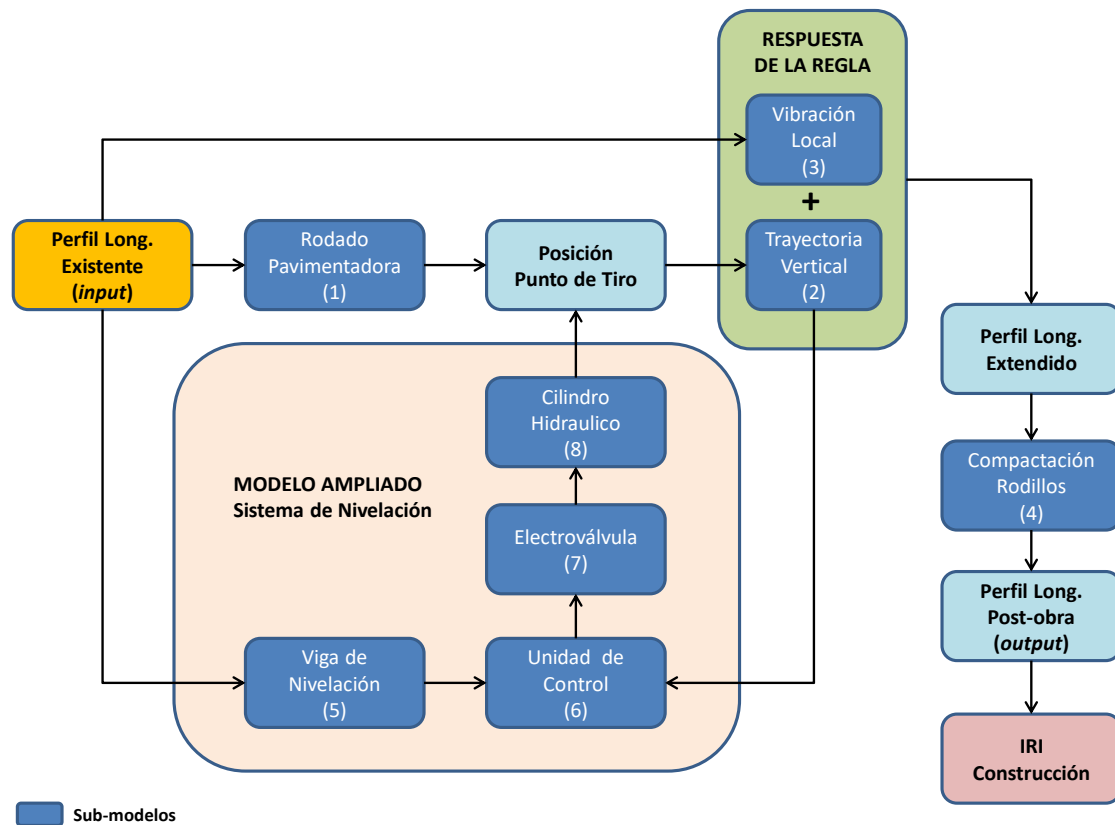 RESPUESTA
DE LA REGLA
Vibración
Local
(3)
+
Perfil Long.
Existente
(input)
Rodado
Pavimentadora
(1)
Posición
Punto de Tiro
Trayectoria
Vertical
(2)
Perfil Long.
Extendido
Cilindro
Hidraulico
(8)
Compactación
Rodillos
(4)
MODELO AMPLIADO
Sistema de Nivelación
Electroválvula
(7)
Perfil Long.
Post-obra
(output)
Viga de
Nivelación
(5)
Unidad de
Control
(6)
IRI
Construcción
Sub-modelos